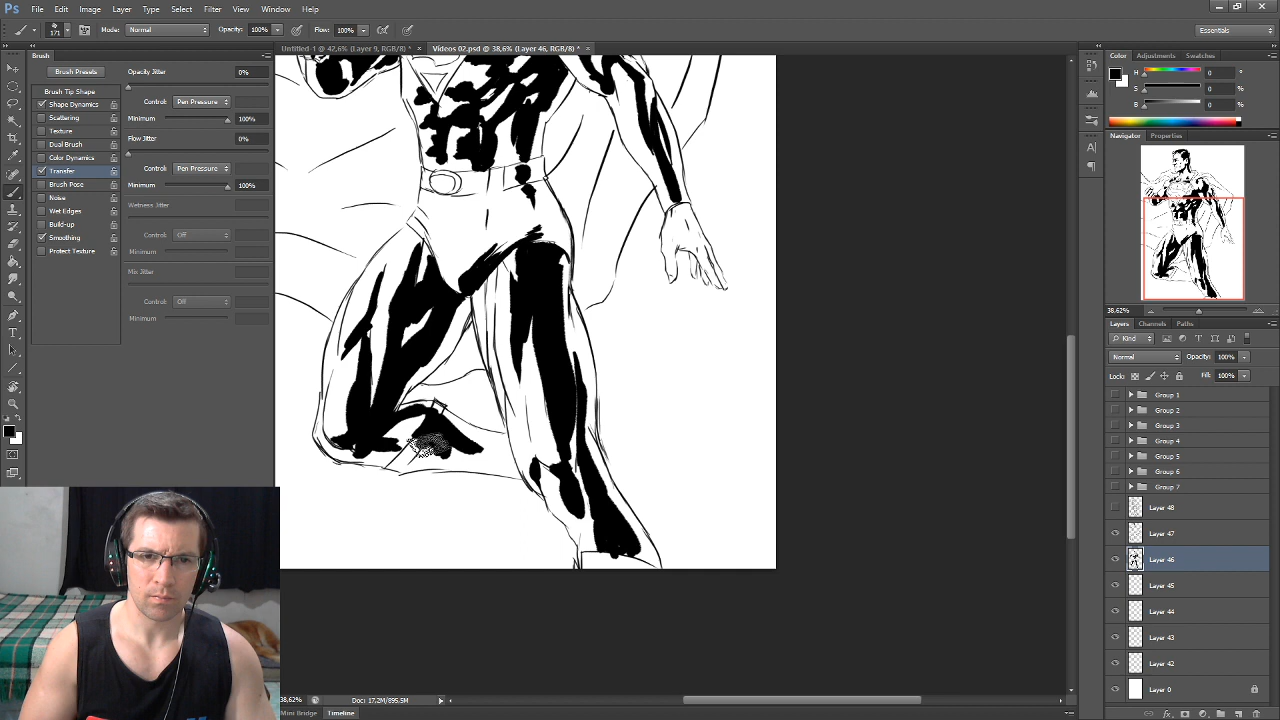 Ps File Edit Image Layer Type Select Filter View Window Help
171 Mode: Normal Opacity: 100% Flow: 100% Essentials
Untitled-1 @ 42,6% (Layer 9, RGB/8) * × Vídeos 02.psd @ 38,6% (Layer 46, RGB/8) * ×
Brush
Brush Presets
Brush Tip Shape
Shape Dynamics
Scattering
Texture
Dual Brush
Color Dynamics
Transfer
Brush Pose
Noise
Wet Edges
Build-up
Smoothing
Protect Texture
Opacity Jitter 0%
Control: Pen Pressure
Minimum 100%
Flow Jitter 0%
Control: Pen Pressure
Minimum 100%
Wetness Jitter
Control: Off
Minimum
Mix Jitter
Control: Off
Minimum
Color Adjustments Swatches
H 0 °
S 0 %
B 0 %
Navigator Properties
38,62%
Layers Channels Paths
Kind
Normal Opacity: 100%
Lock: Fill: 100%
Group 1
Group 2
Group 3
Group 4
Group 5
Group 6
Group 7
Layer 48
Layer 47
Layer 46
Layer 45
Layer 44
Layer 43
Layer 42
Layer 0
38,62% Doc: 17,2M/895,6M
Mini Bridge Timeline